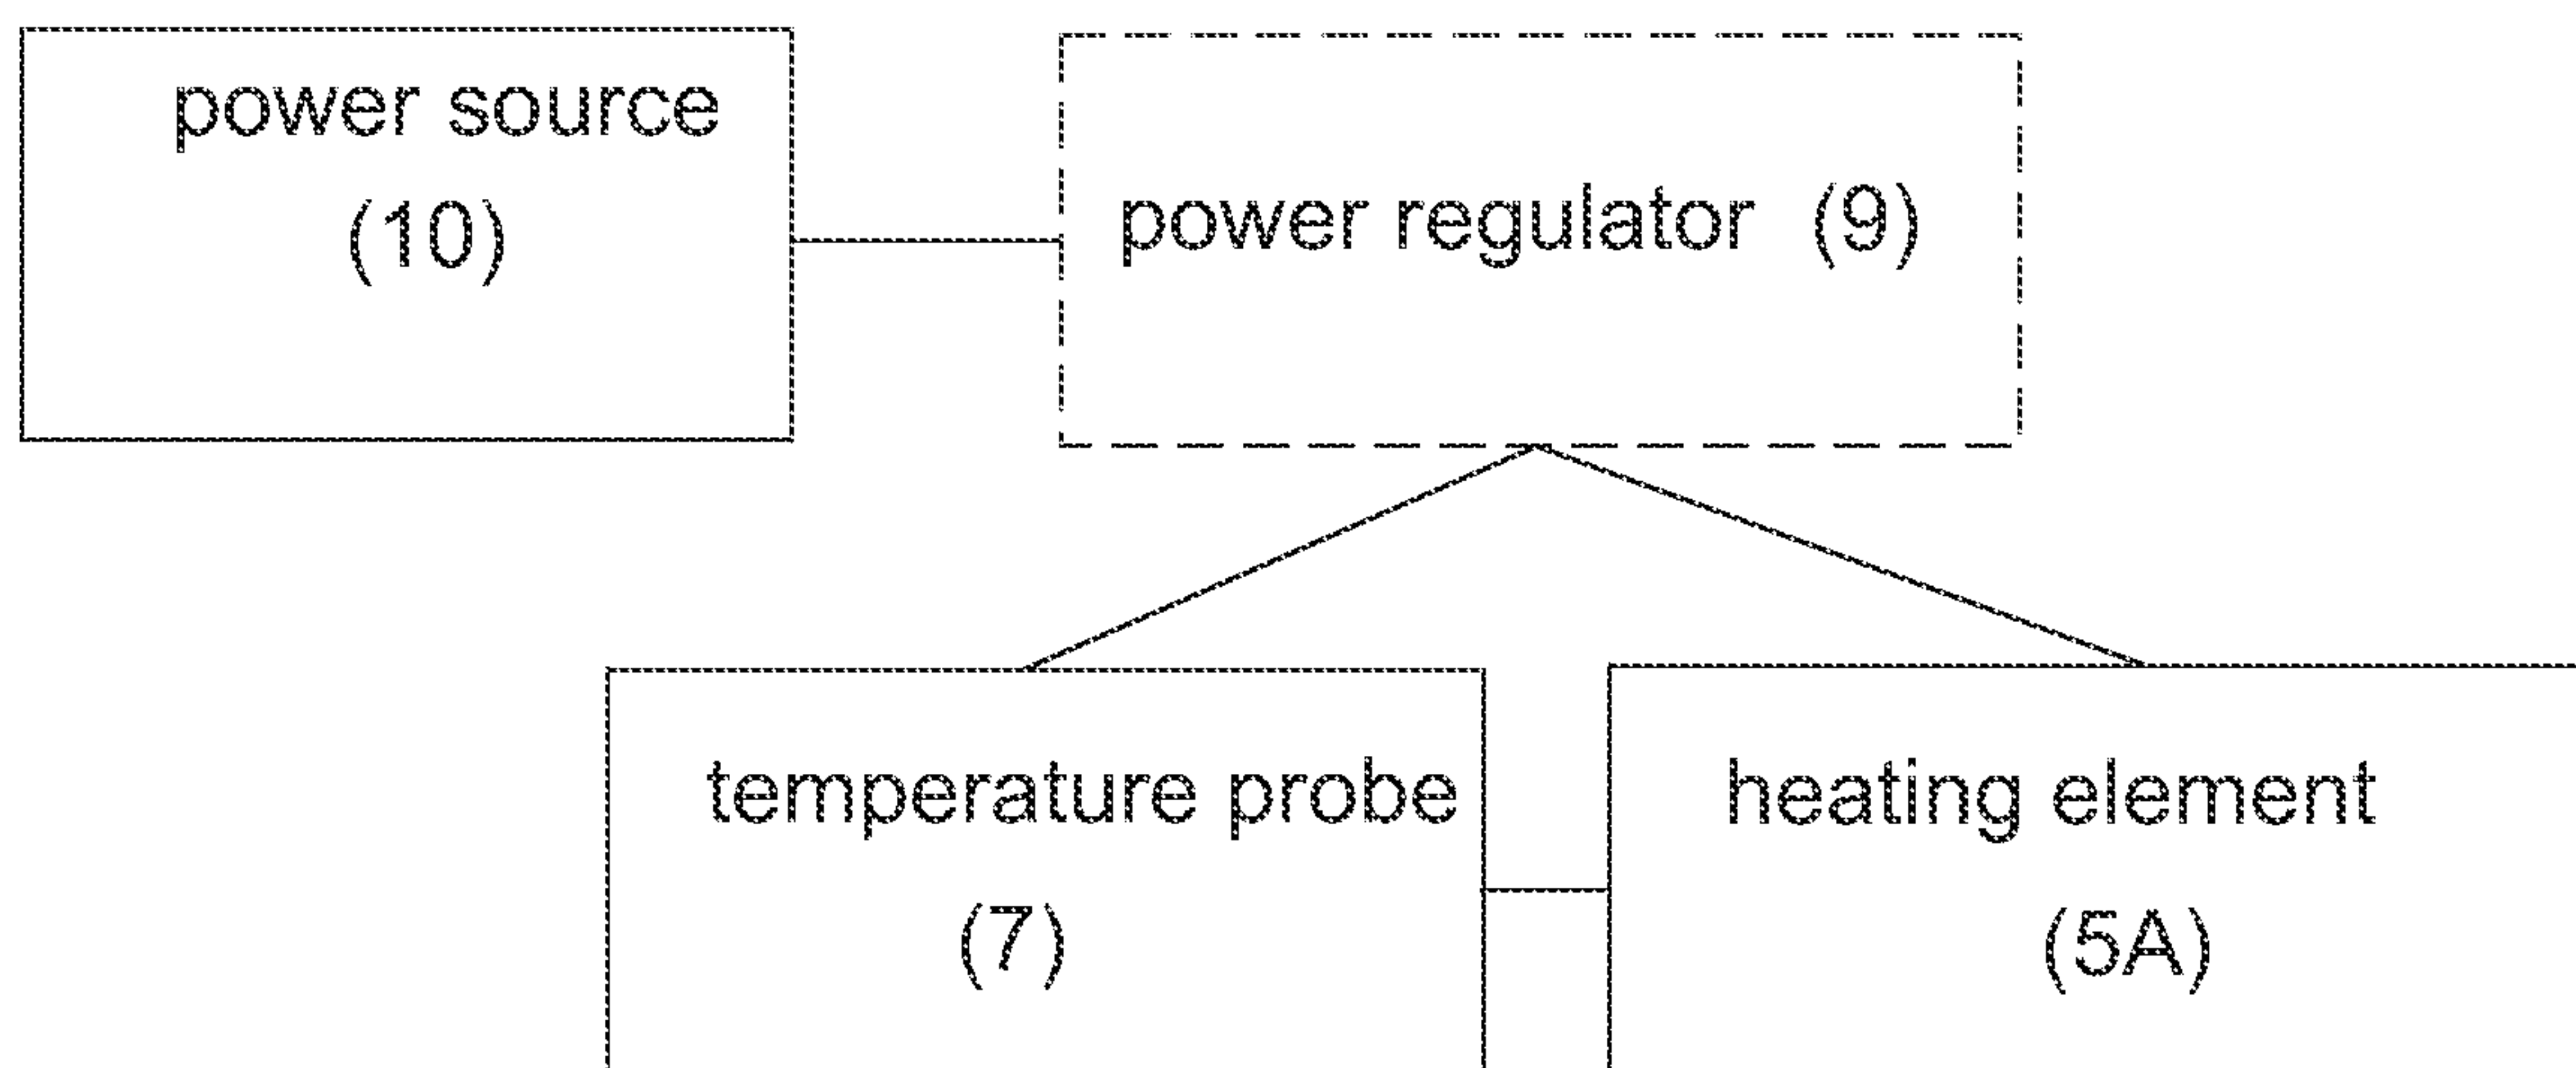 power source
(10)
power regulator (9)
temperature probe
(7)
heating element
(5A)